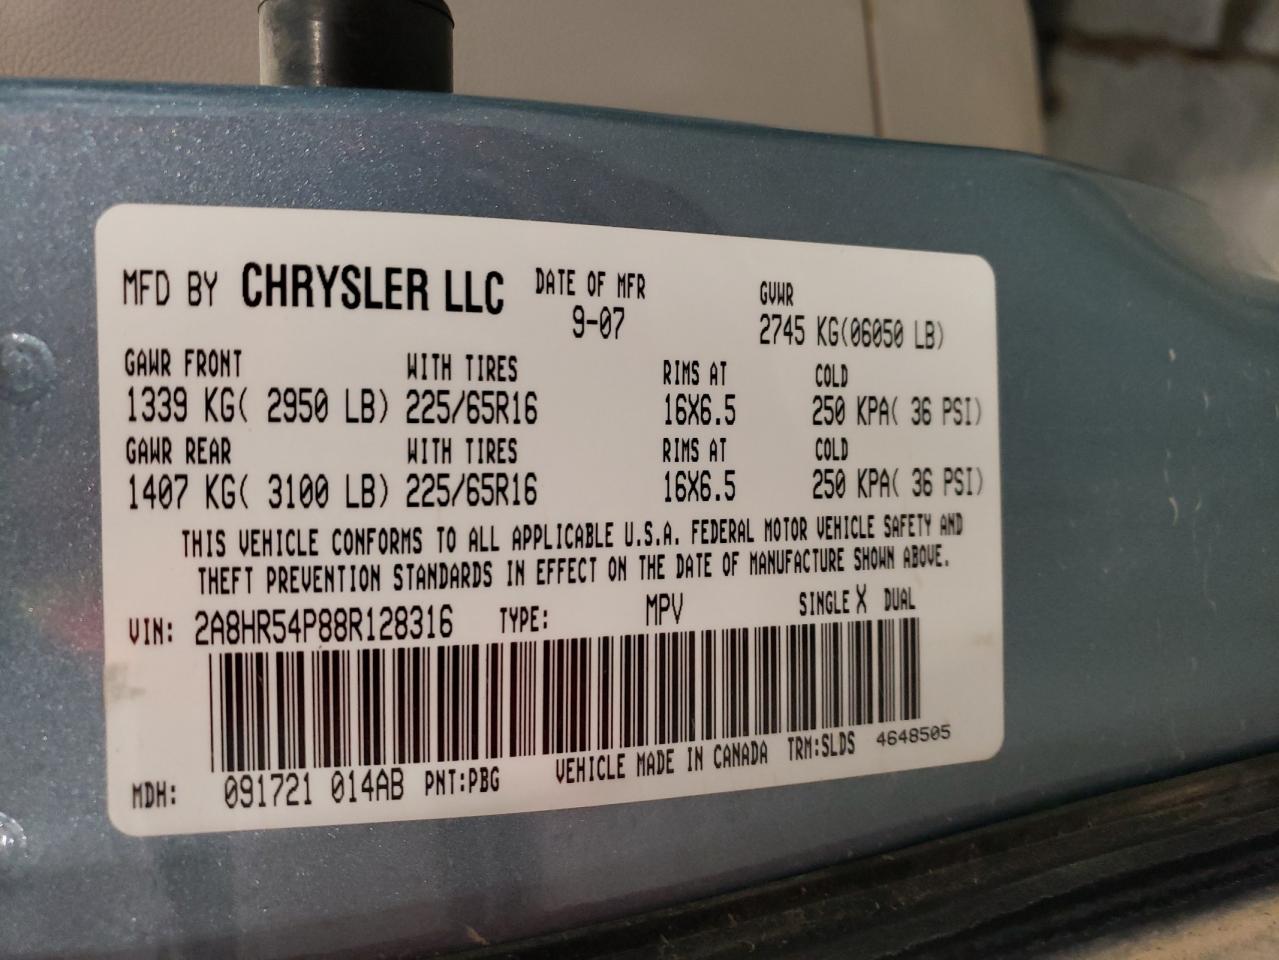 MFD BY CHRYSLER LLC DATE OF MFR GVWR
9-07 2745 KG(06050 LB)
GAWR FRONT WITH TIRES RIMS AT COLD
1339 KG( 2950 LB) 225/65R16 16X6.5 250 KPA( 36 PSI)
GAWR REAR WITH TIRES RIMS AT COLD
1407 KG( 3100 LB) 225/65R16 16X6.5 250 KPA( 36 PSI)
THIS VEHICLE CONFORMS TO ALL APPLICABLE U.S.A. FEDERAL MOTOR VEHICLE SAFETY AND
THEFT PREVENTION STANDARDS IN EFFECT ON THE DATE OF MANUFACTURE SHOWN ABOVE.
VIN: 2A8HR54P88R128316 TYPE: MPV SINGLE X DUAL
MDH: 091721 014AB PNT:PBG VEHICLE MADE IN CANADA TRM:SLDS 4648505